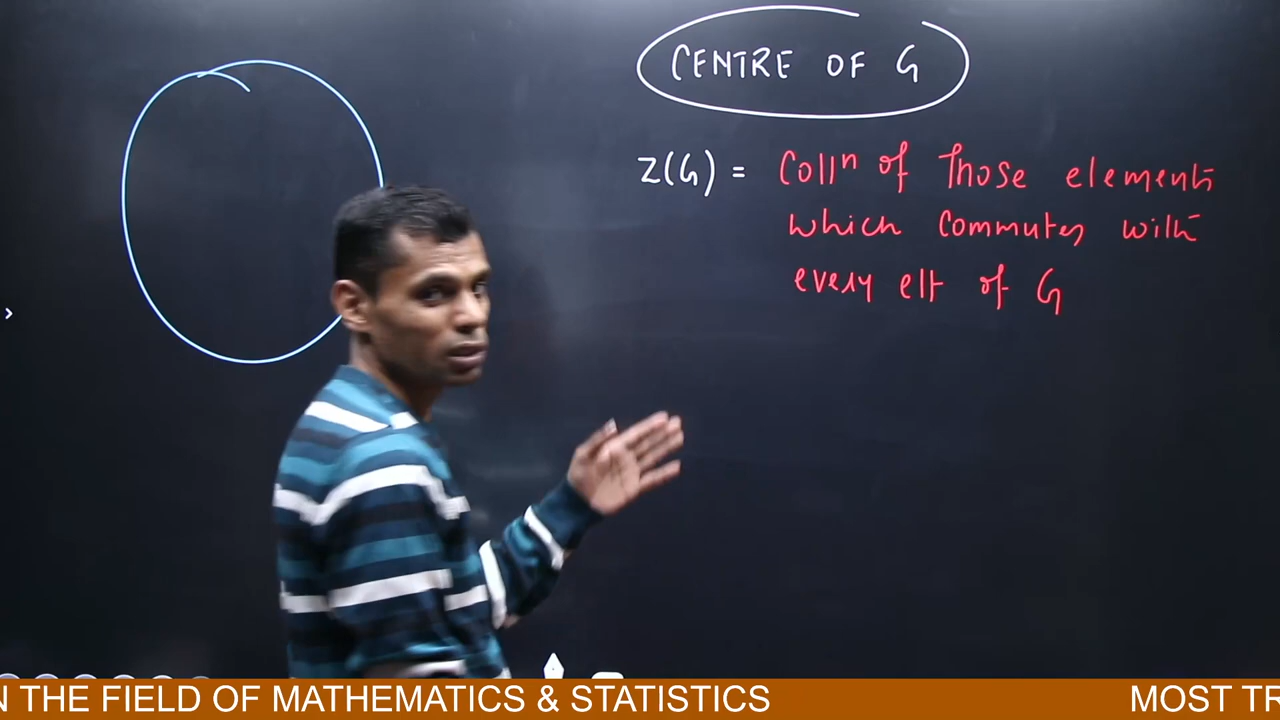 CENTRE OF G
Z(G) = Collⁿ of those elements
which commutes with
every elt of G
N THE FIELD OF MATHEMATICS & STATISTICS MOST TR